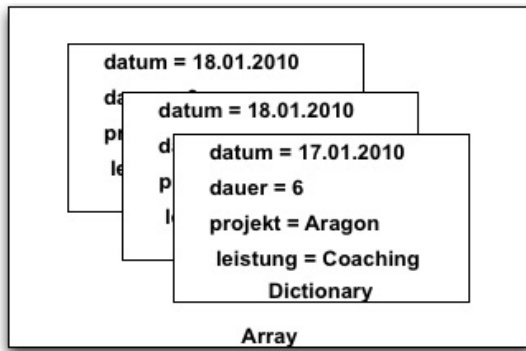 datum = 18.01.2010
datum = 18.01.2010
datum = 17.01.2010
dauer = 6
projekt = Aragon
leistung = Coaching
Dictionary
Array